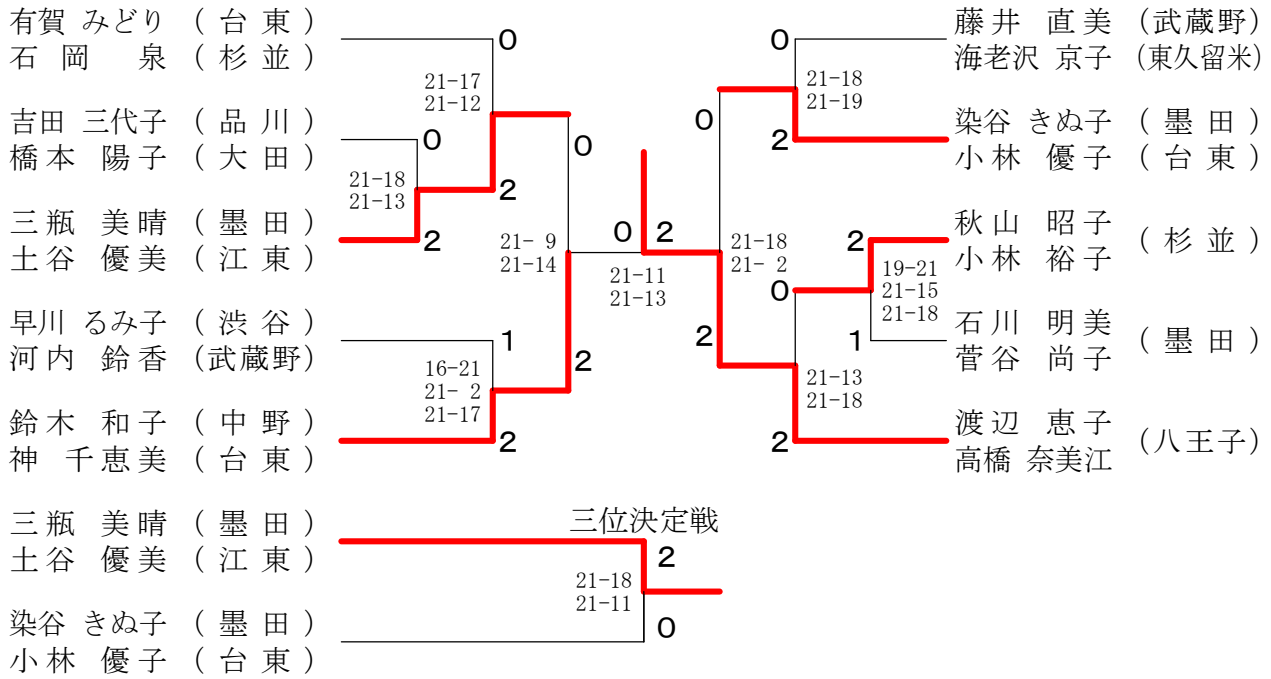 有賀 みどり （ 台 東 ）
石 岡　 泉 （ 杉 並 ）
0
21-17
21-12
吉田 三代子 （ 品 川 ）
橋 本 陽 子 （ 大 田 ）
0
2
0
21-18
21-13
三 瓶 美 晴 （ 墨 田 ）
土 谷 優 美 （ 江 東 ）
2
21- 9
21-14
早川 るみ子 （ 渋 谷 ）
河 内 鈴 香 （武蔵野）
1
2
16-21
21- 2
21-17
鈴 木 和 子 （ 中 野 ）
神 千 恵 美 （ 台 東 ）
2
0 2
21-11
21-13
藤 井 直 美 （武蔵野）
海老沢 京子 （東久留米）
0
21-18
21-19
染谷 きぬ子 （ 墨 田 ）
小 林 優 子 （ 台 東 ）
2
0
21-18
21- 2
秋 山 昭 子
小 林 裕 子
（ 杉 並 ）
2
19-21
21-15
21-18
石 川 明 美
菅 谷 尚 子
（ 墨 田 ）
1
0
2
21-13
21-18
渡 辺 恵 子
高橋 奈美江
（八王子）
2
三位決定戦
三 瓶 美 晴 （ 墨 田 ）
土 谷 優 美 （ 江 東 ）
2
21-18
21-11
染谷 きぬ子 （ 墨 田 ）
小 林 優 子 （ 台 東 ）
0